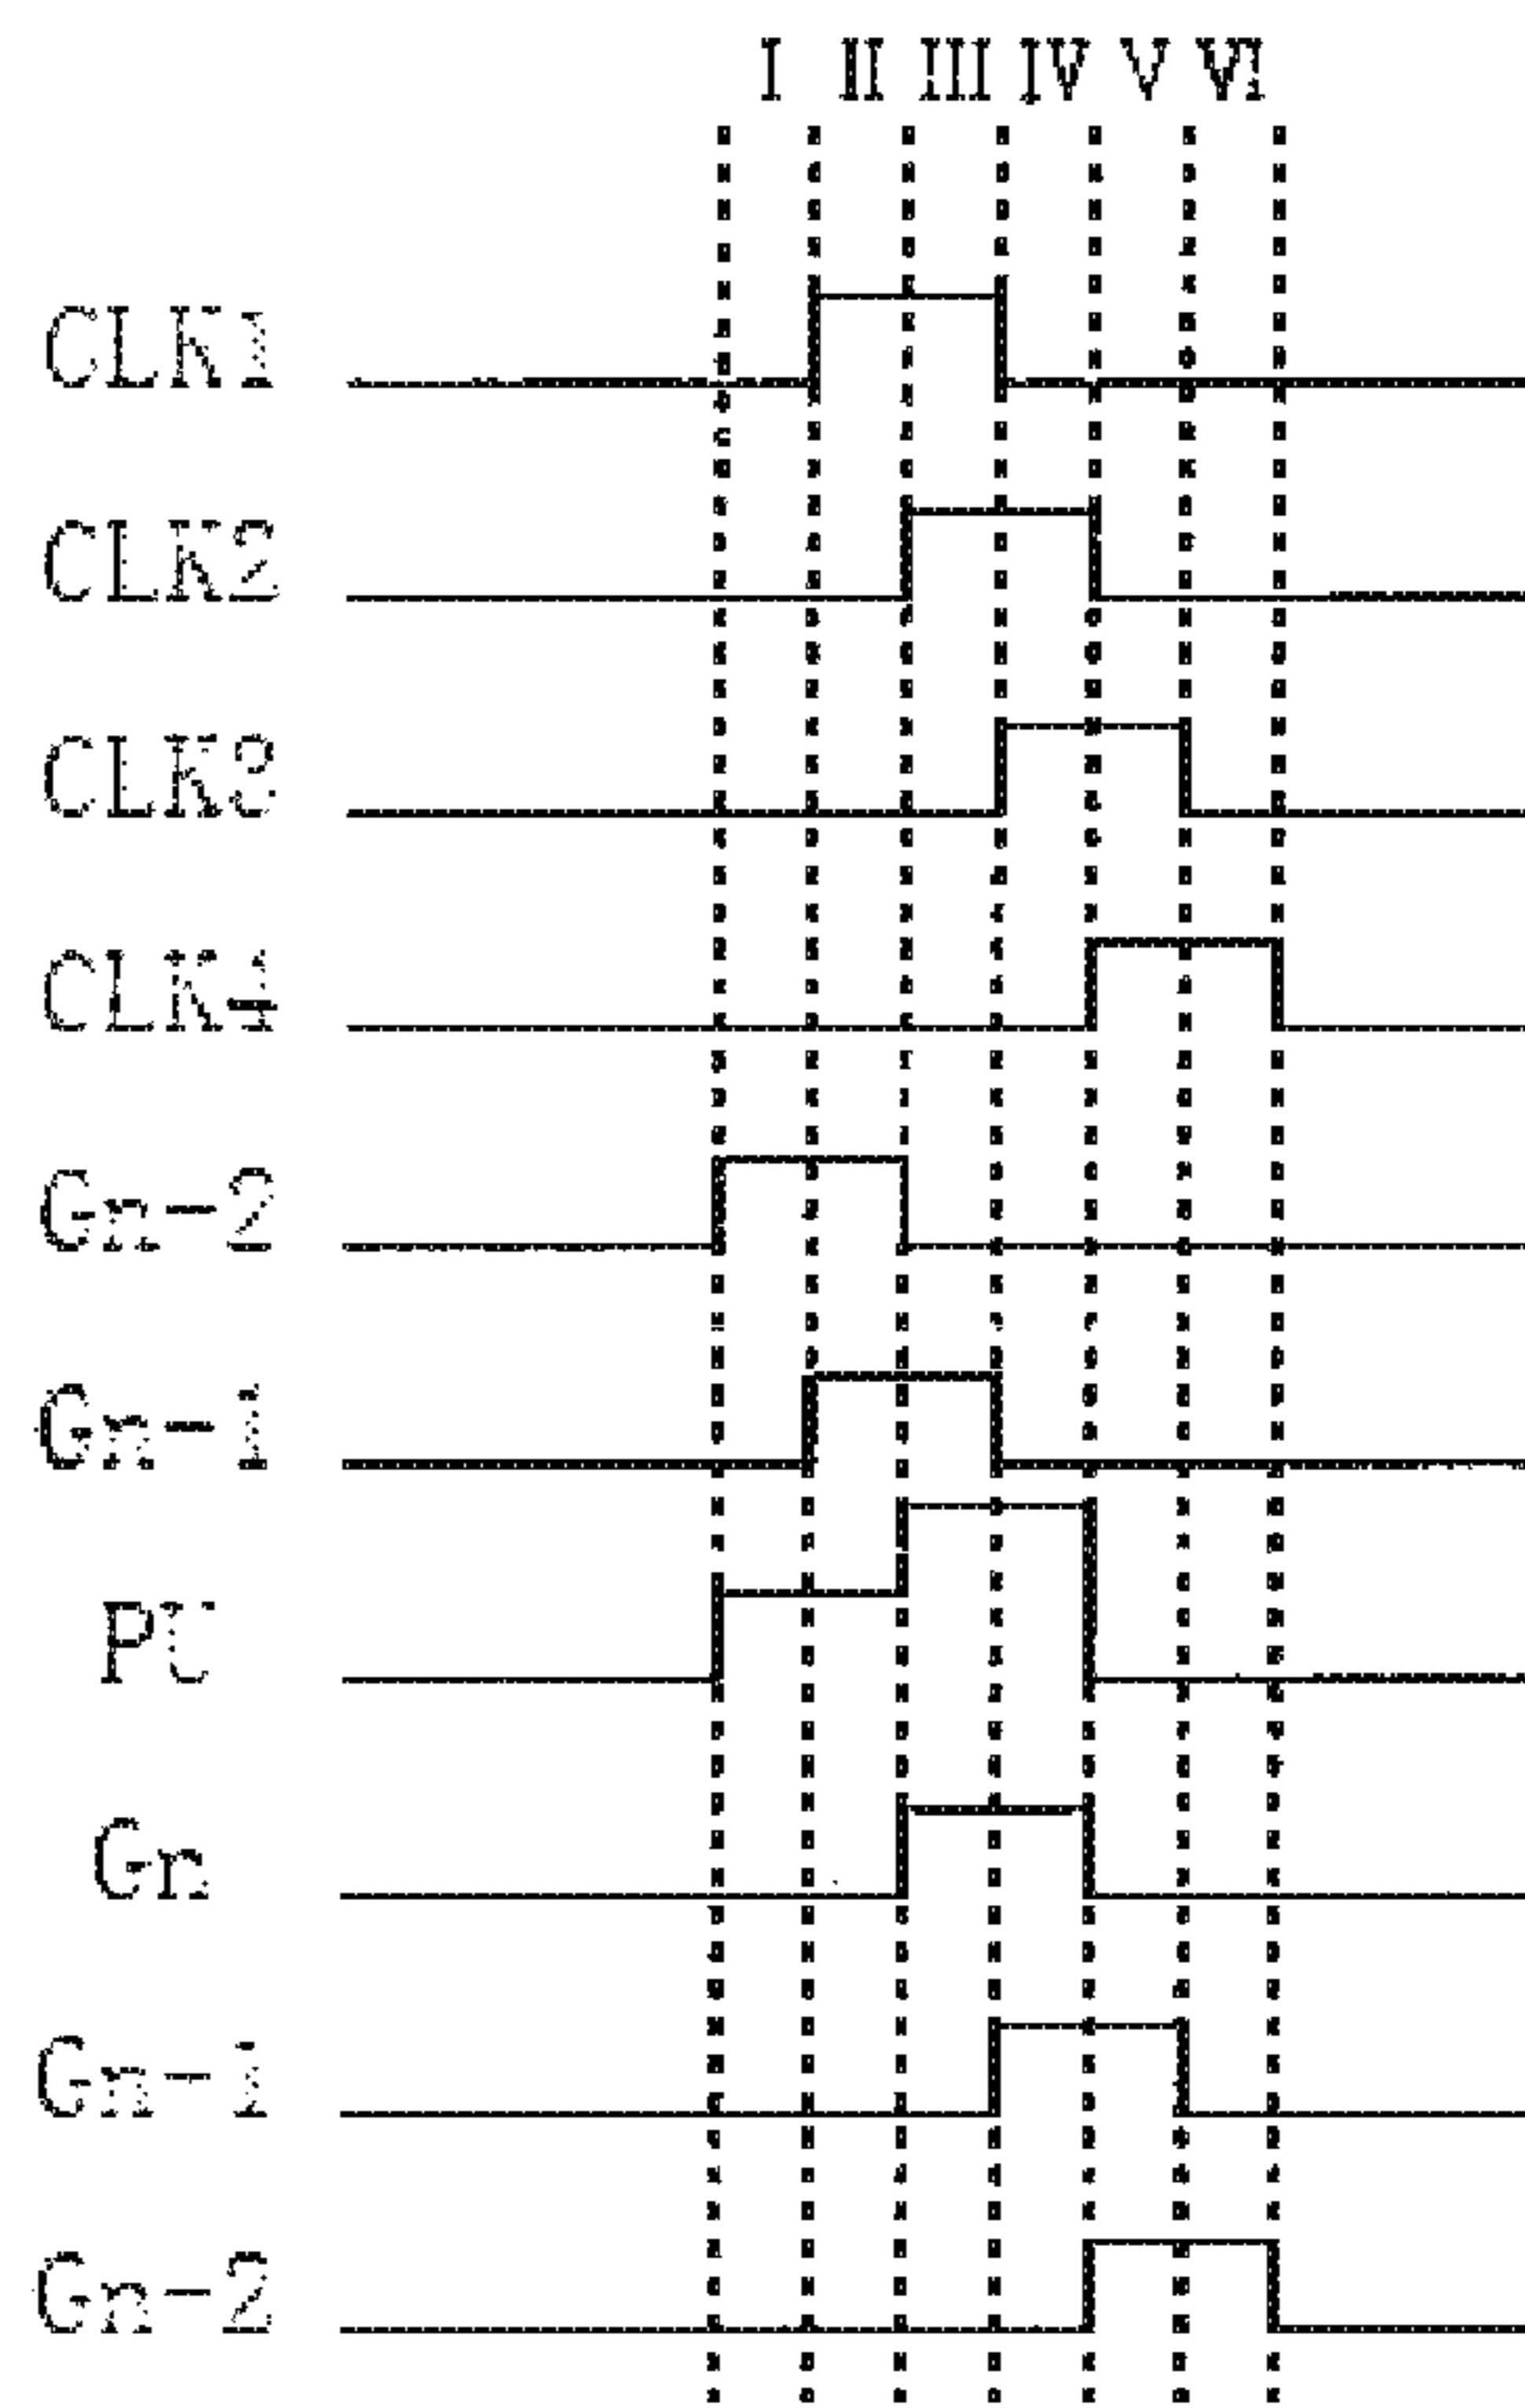 I II III IV V VI
CLK1
CLK2
CLK3
CLK4
Gn-2
Gn-1
PU
Gn
Gn-1
Gn-2